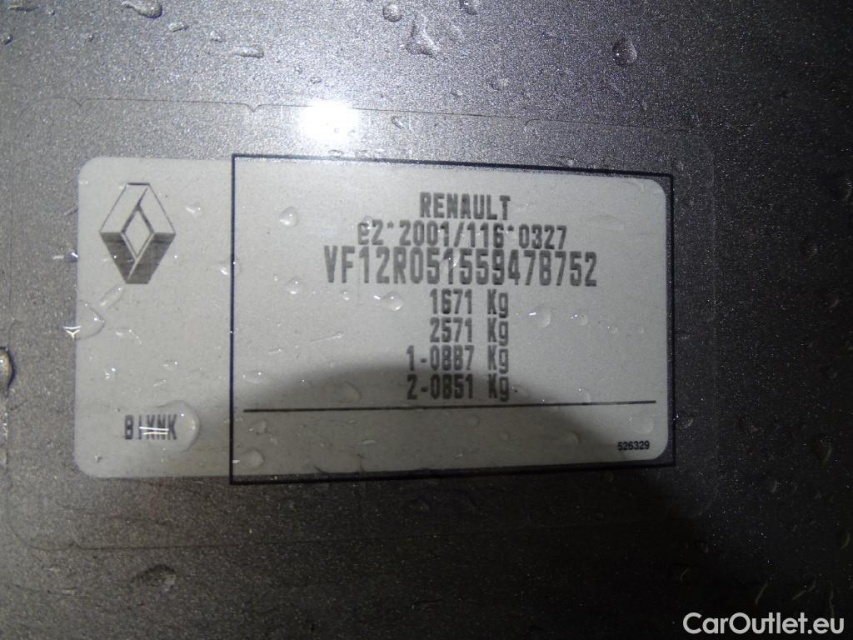 RENAULT
e2*2001/116*0327
VF12R051559478752
1671 Kg
2571 Kg
1-0887 Kg
2-0851 Kg
526329
CarOutlet.eu